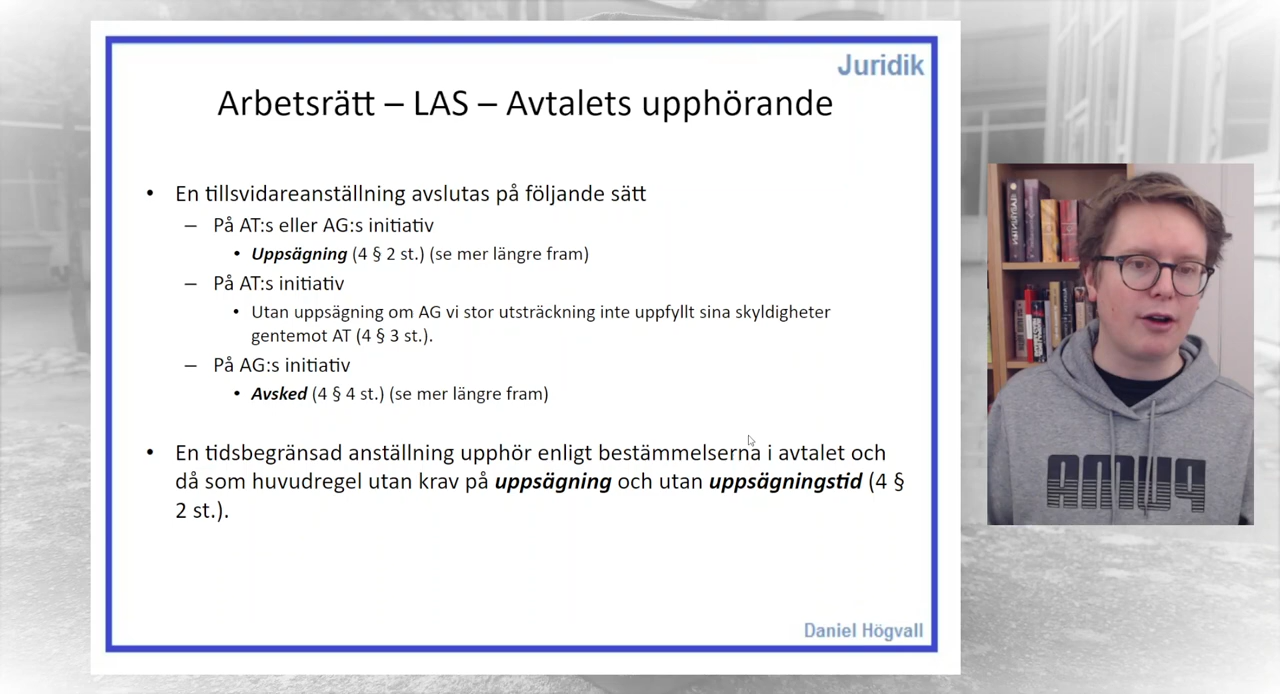 Juridik
Arbetsrätt – LAS – Avtalets upphörande
• En tillsvidareanställning avslutas på följande sätt
– På AT:s eller AG:s initiativ
• Uppsägning (4 § 2 st.) (se mer längre fram)
– På AT:s initiativ
• Utan uppsägning om AG vi stor utsträckning inte uppfyllt sina skyldigheter
gentemot AT (4 § 3 st.).
– På AG:s initiativ
• Avsked (4 § 4 st.) (se mer längre fram)
• En tidsbegränsad anställning upphör enligt bestämmelserna i avtalet och
då som huvudregel utan krav på uppsägning och utan uppsägningstid (4 §
2 st.).
Daniel Högvall